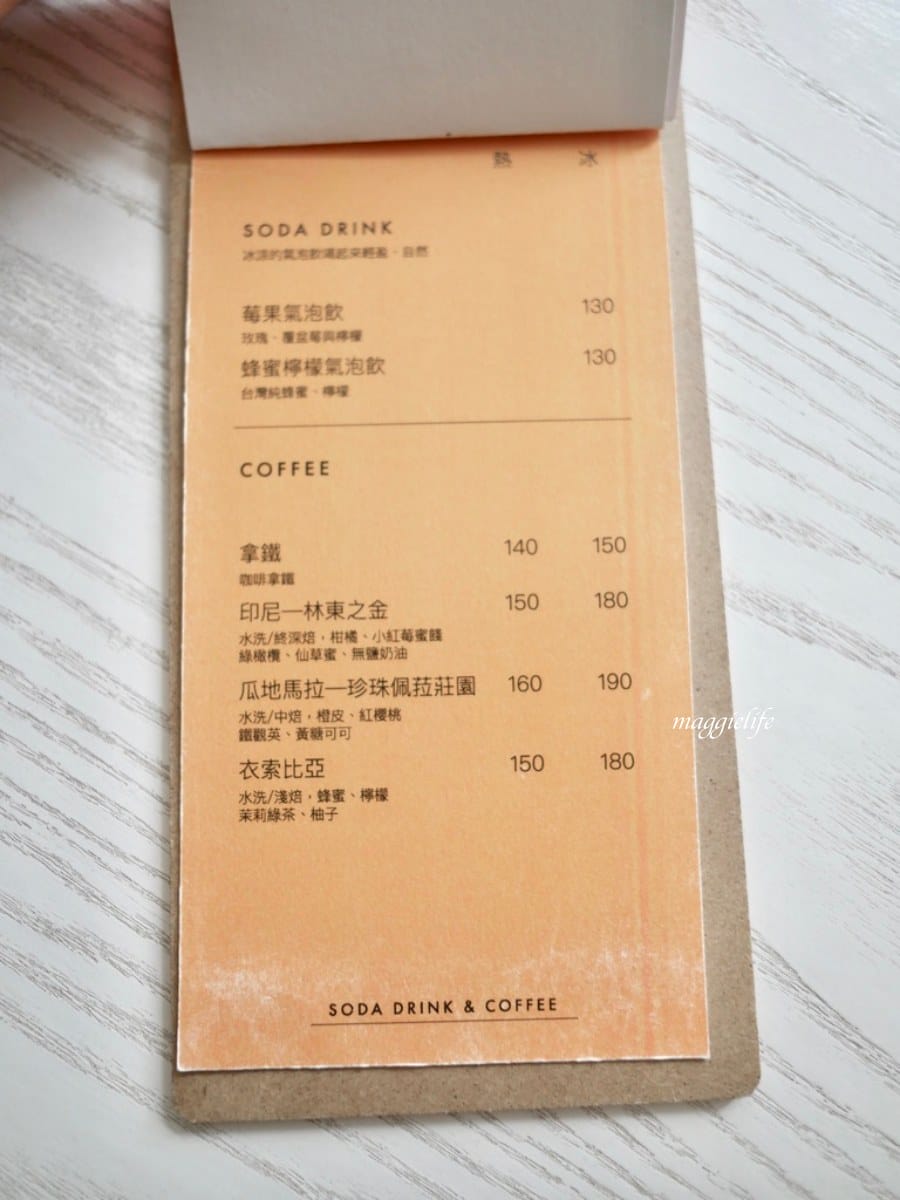 熱 冰
SODA DRINK
冰涼的氣泡飲喝起來輕盈、自然
莓果氣泡飲 130
玫瑰、覆盆莓與檸檬
蜂蜜檸檬氣泡飲 130
台灣純蜂蜜、檸檬
COFFEE
拿鐵 140 150
咖啡拿鐵
印尼—林東之金 150 180
水洗/終深焙，柑橘、小紅莓蜜餞
綠橄欖、仙草蜜、無鹽奶油
瓜地馬拉—珍珠佩菈莊園 160 190
水洗/中焙，橙皮、紅櫻桃
鐵觀英、黃糖可可
衣索比亞 150 180
水洗/淺焙，蜂蜜、檸檬
茉莉綠茶、柚子
maggielife
SODA DRINK & COFFEE